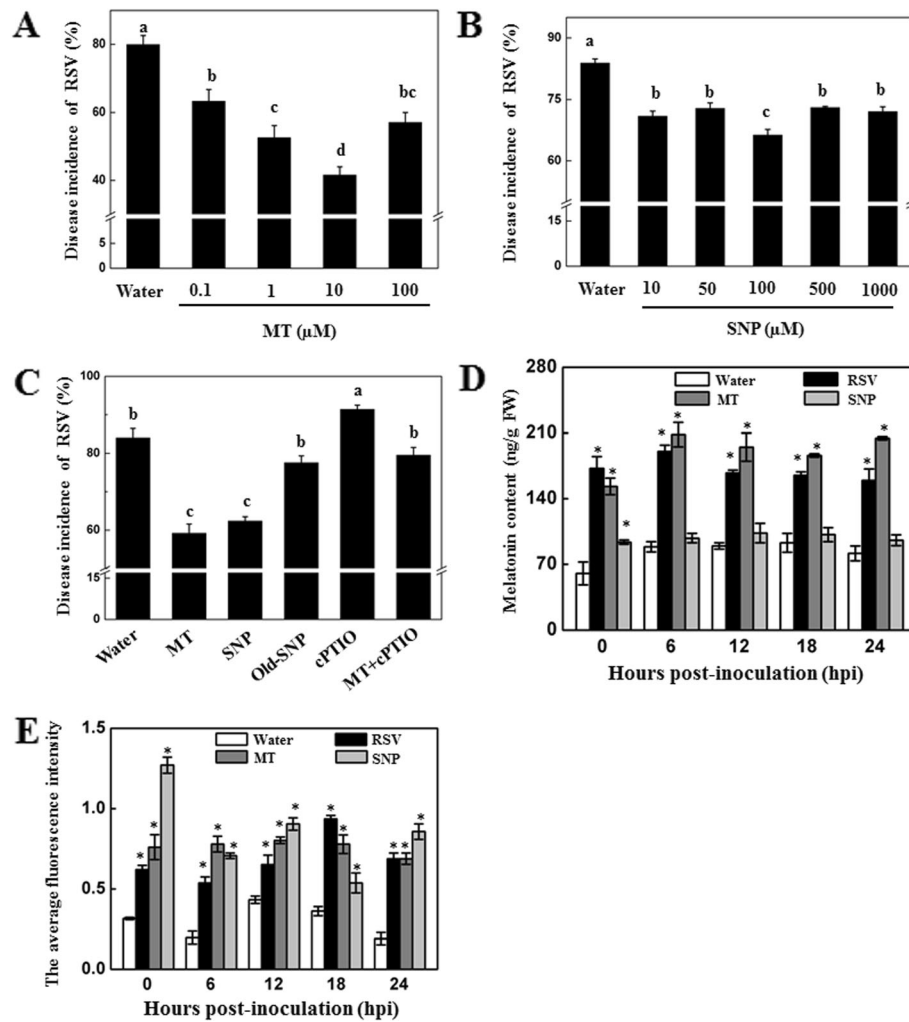 A
Disease incidence of RSV (%)
80
60
40
5
0
a
b
c
d
bc
Water
0.1
1
10
100
MT (µM)
B
Disease incidence of RSV (%)
90
75
60
15
0
a
b
b
c
b
b
Water
10
50
100
500
1000
SNP (µM)
C
Disease incidence of RSV (%)
100
80
60
15
0
b
c
c
b
a
b
Water
MT
SNP
Old-SNP
cPTIO
MT+cPTIO
D
Melatonin content (ng/g FW)
280
210
140
70
0
Water
RSV
MT
SNP
* * *
* *
* *
* *
* *
0
6
12
18
24
Hours post-inoculation (hpi)
E
The average fluorescence intensity
1.5
1.0
0.5
0.0
Water
RSV
MT
SNP
* * *
* * *
* * *
* * *
* * *
0
6
12
18
24
Hours post-inoculation (hpi)